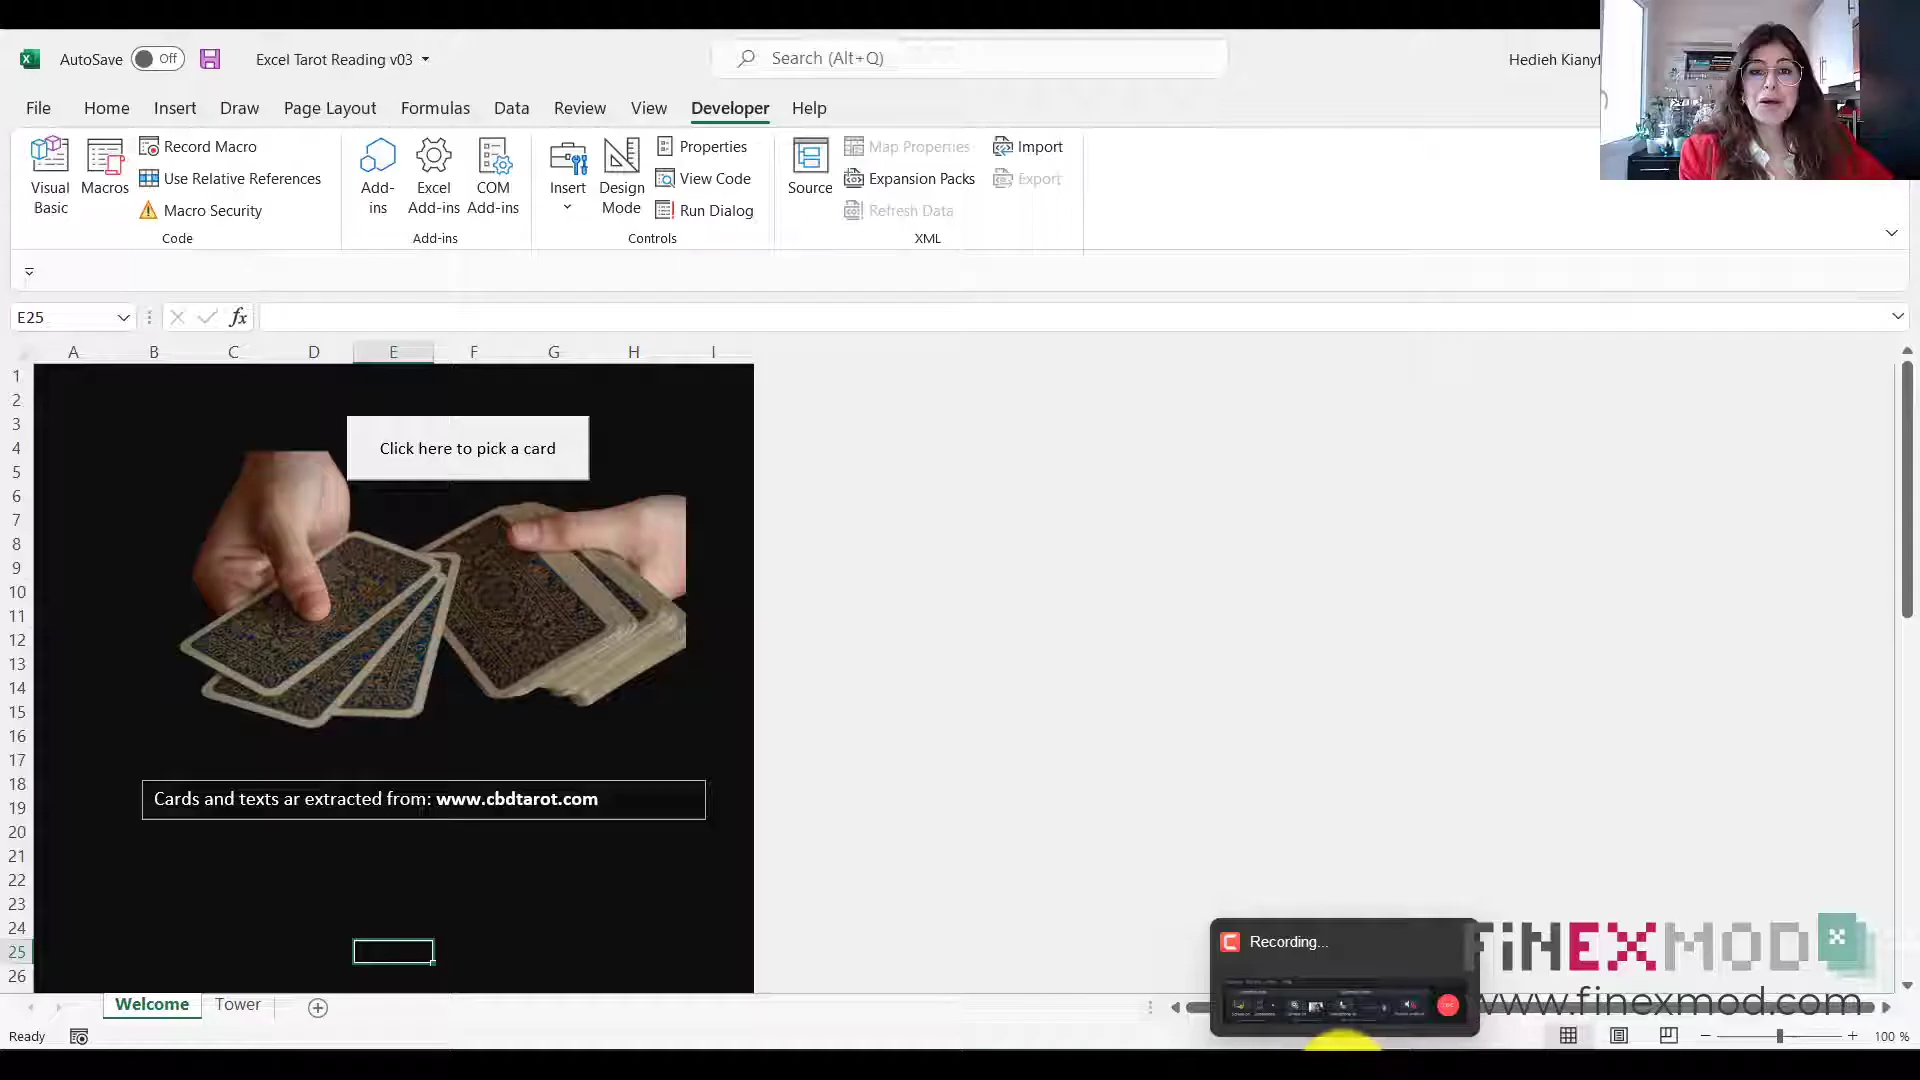 AutoSave Off Excel Tarot Reading v03 Search (Alt+Q) Hedieh
File Home Insert Draw Page Layout Formulas Data Review View Developer Help
Visual Basic
Macros
Record Macro
Use Relative References
Macro Security
Code
Add-ins
Excel Add-ins
COM Add-ins
Add-ins
Insert
Design Mode
Properties
View Code
Run Dialog
Controls
Source
Map Properties
Expansion Packs
Refresh Data
Import
Export
XML
E25 fx
A B C D E F G H I
1
2
3
4
5
6
7
8
9
10
11
12
13
14
15
16
17
18
19
20
21
22
23
24
25
26
Click here to pick a card
Cards and texts ar extracted from: www.cbdtarot.com
Recording...
FiNEXMOD
www.finexmod.com
Welcome Tower
Ready
100 %